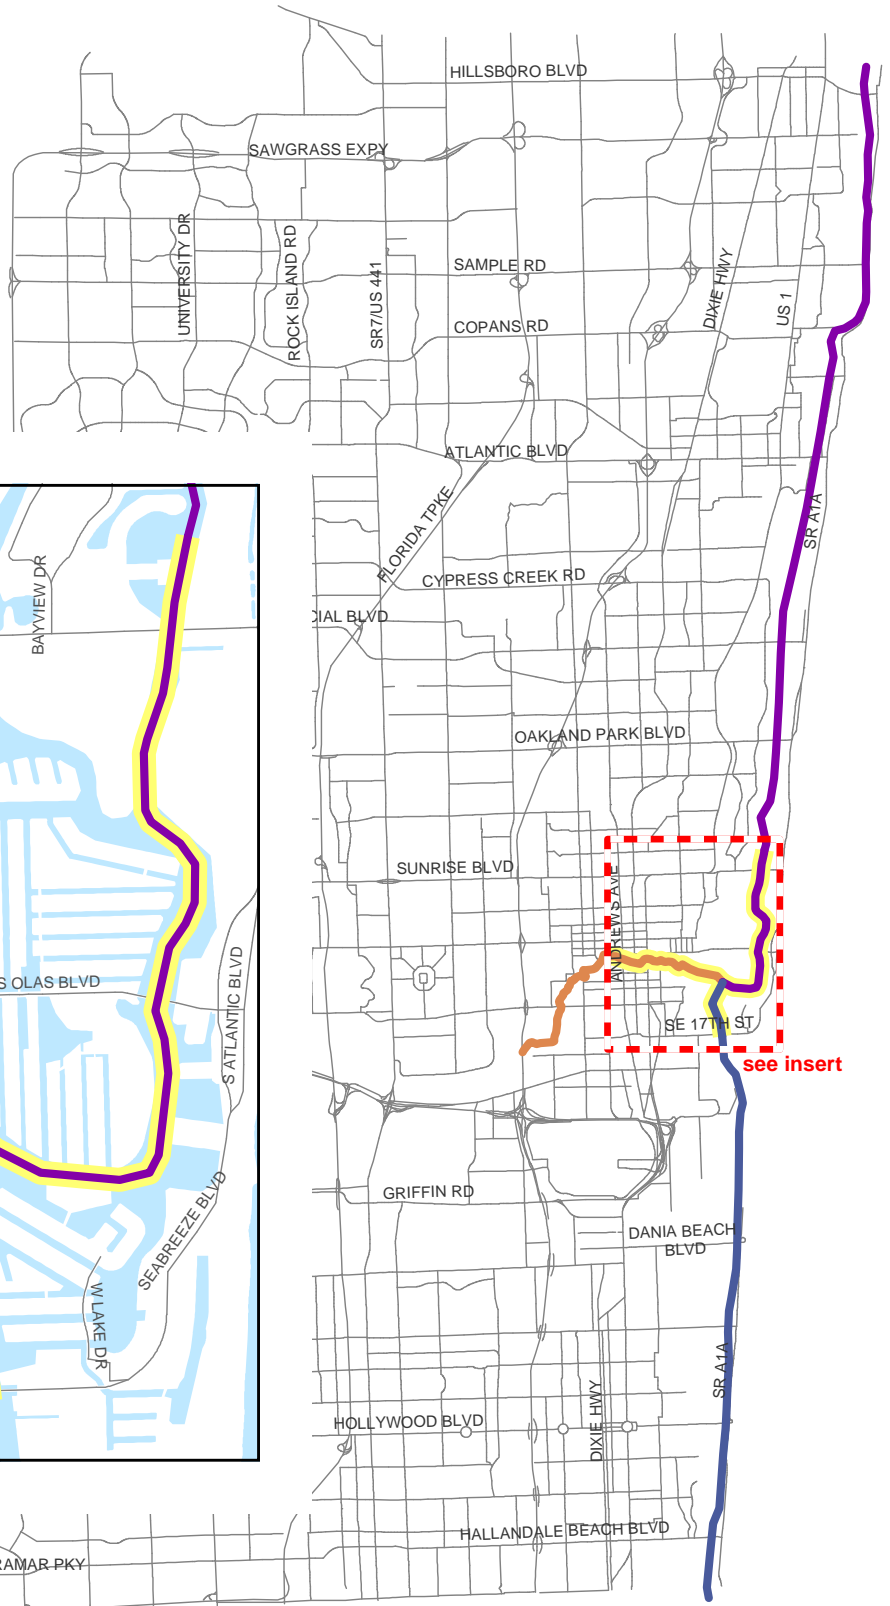 HILLSBORO BLVD
SAWGRASS EXPY
UNIVERSITY DR
ROCK ISLAND RD
SR7/US 441
SAMPLE RD
DIXIE HWY
US 1
COPANS RD
ATLANTIC BLVD
FLORIDA TPKE
SR A1A
CYPRESS CREEK RD
BAYVIEW DR
CIAL BLVD
OAKLAND PARK BLVD
SUNRISE BLVD
ANDREWS AVE
S OLAS BLVD
S ATLANTIC BLVD
SE 17TH ST
see insert
GRIFFIN RD
SEABREEZE BLVD
DANIA BEACH
BLVD
W LAKE DR
SR A1A
DIXIE HWY
HOLLYWOOD BLVD
HALLANDALE BEACH BLVD
RAMAR PKY